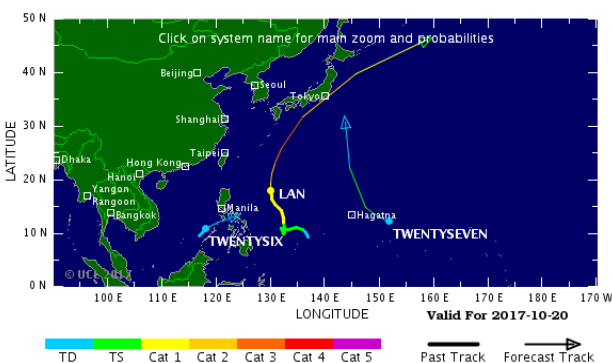 50 N
Click on system name for main zoom and probabilities
40 N
Beijing
Seoul
Tokyo
30 N
Shanghai
LATITUDE
Taipei
Dhaka
Hong Kong
20 N
Hanoi
Yangon
Rangoon
LAN
Manila
Bangkok
Hagatna
10 N
TWENTYSIX
TWENTYSEVEN
© UCL 2017
0 N
100 E 110 E 120 E 130 E 140 E 150 E 160 E 170 E 180 E 170 W
LONGITUDE
Valid For 2017-10-20
TD TS Cat 1 Cat 2 Cat 3 Cat 4 Cat 5 Past Track Forecast Track